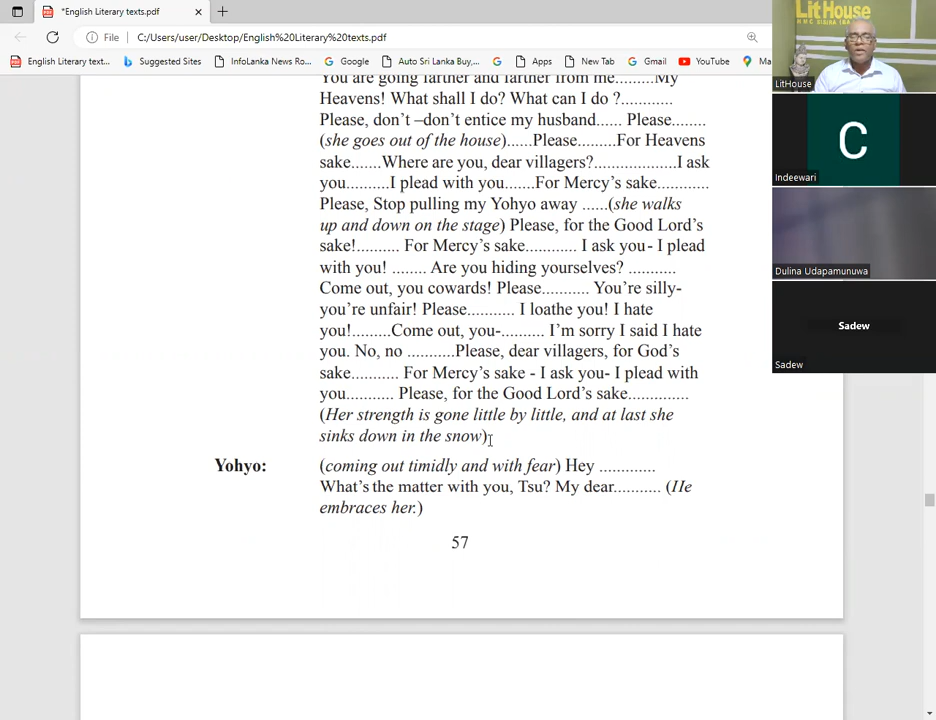 *English Literary texts.pdf
File
C:/Users/user/Desktop/English%20Literary%20texts.pdf
English Literary text...
Suggested Sites
InfoLanka News Ro...
Google
Auto Sri Lanka Buy,...
Gmail
Apps
Gmail
YouTube
New Tab
Ma
You are going farther and farther from me.........My
Heavens! What shall I do? What can I do ?............
Please, don't –don't entice my husband...... Please........
(she goes out of the house)......Please.........For Heavens
sake.......Where are you, dear villagers?...................I ask
you.........I plead with you.......For Mercy's sake............
Please, Stop pulling my Yohyo away ......(she walks
up and down on the stage) Please, for the Good Lord's
sake!.......... For Mercy's sake............ I ask you- I plead
with you! ........ Are you hiding yourselves? ...........
Come out, you cowards! Please........... You're silly-
you're unfair! Please........... I loathe you! I hate
you!........Come out, you-.......... I'm sorry I said I hate
you. No, no ...........Please, dear villagers, for God's
sake........... For Mercy's sake - I ask you- I plead with
you........... Please, for the Good Lord's sake..............
(Her strength is gone little by little, and at last she
sinks down in the snow)
Yohyo: (coming out timidly and with fear) Hey .............
What's the matter with you, Tsu? My dear........... (He
embraces her.)
57
LitHouse
LitHouse
C
Indeewari
Dulina Udapamunuwa
Sadew
Sadew